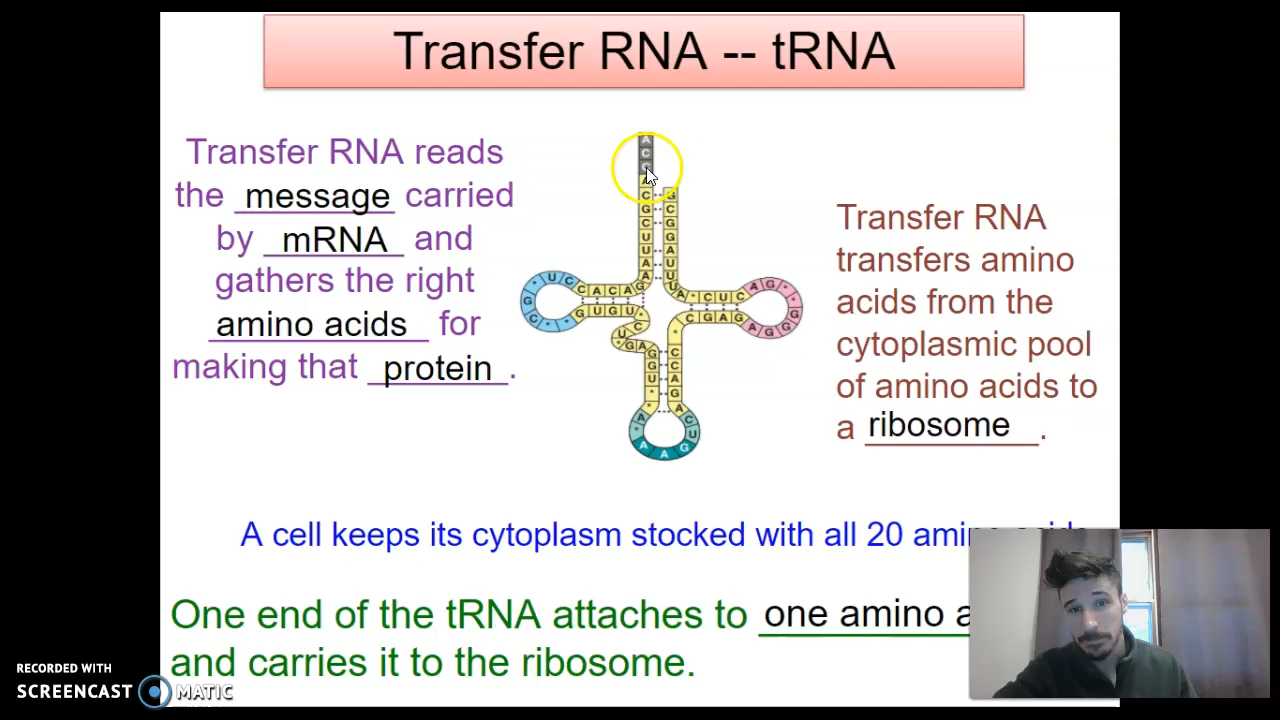 Transfer RNA -- tRNA
Transfer RNA reads
the message carried
by mRNA and
gathers the right
amino acids for
making that protein.
Transfer RNA
transfers amino
acids from the
cytoplasmic pool
of amino acids to
a ribosome.
A cell keeps its cytoplasm stocked with all 20
One end of the tRNA attaches to one amino
and carries it to the ribosome.
RECORDED WITH
SCREENCAST MATIC